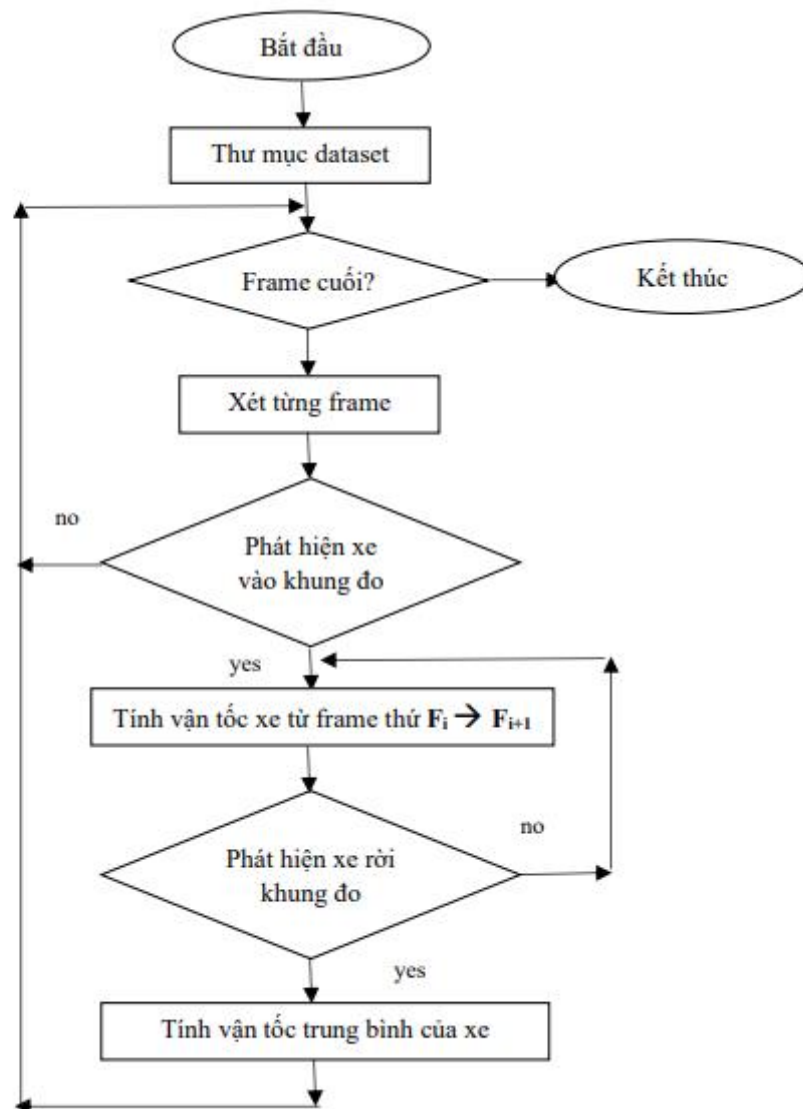 Bắt đầu
Thư mục dataset
Frame cuối?
Kết thúc
Xét từng frame
no
Phát hiện xe
vào khung đo
yes
Tính vận tốc xe từ frame thứ Fi → Fi+1
no
Phát hiện xe rời
khung đo
yes
Tính vận tốc trung bình của xe